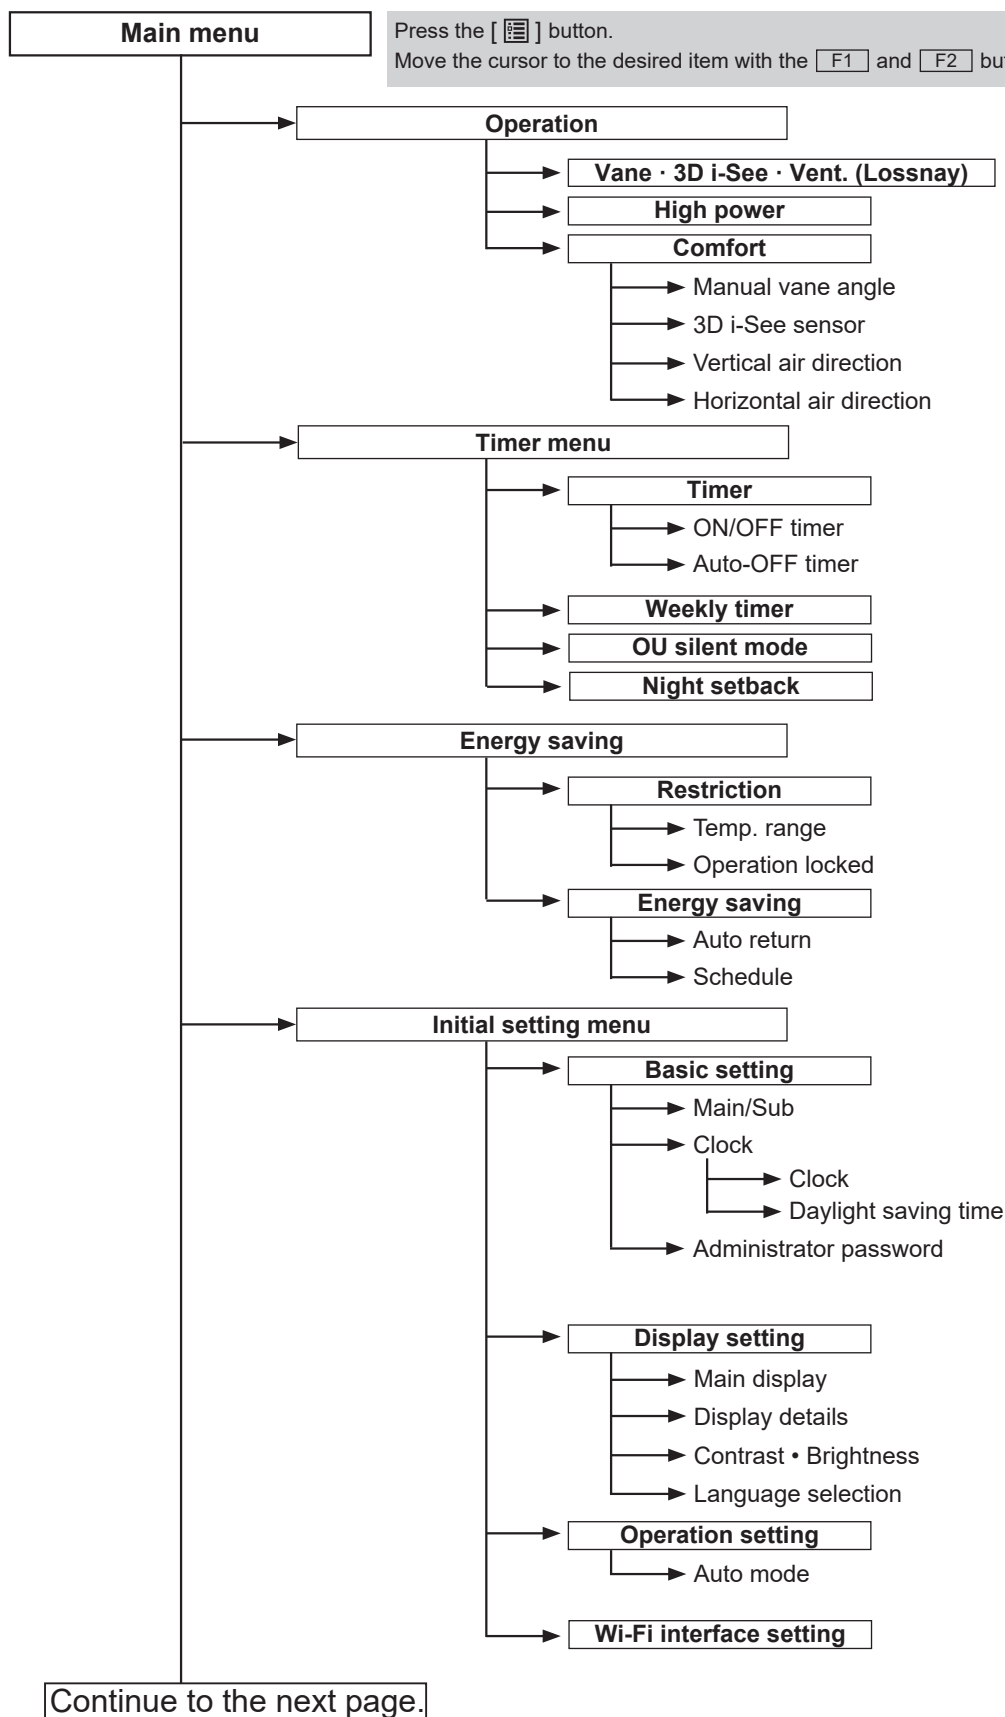 Main menu
Press the [ ] button.
Move the cursor to the desired item with the F1 and F2
Operation
Vane · 3D i-See · Vent. (Lossnay)
High power
Comfort
Manual vane angle
3D i-See sensor
Vertical air direction
Horizontal air direction
Timer menu
Timer
ON/OFF timer
Auto-OFF timer
Weekly timer
OU silent mode
Night setback
Energy saving
Restriction
Temp. range
Operation locked
Energy saving
Auto return
Schedule
Initial setting menu
Basic setting
Main/Sub
Clock
Clock
Daylight saving time
Administrator password
Display setting
Main display
Display details
Contrast • Brightness
Language selection
Operation setting
Auto mode
Wi-Fi interface setting
Continue to the next page.